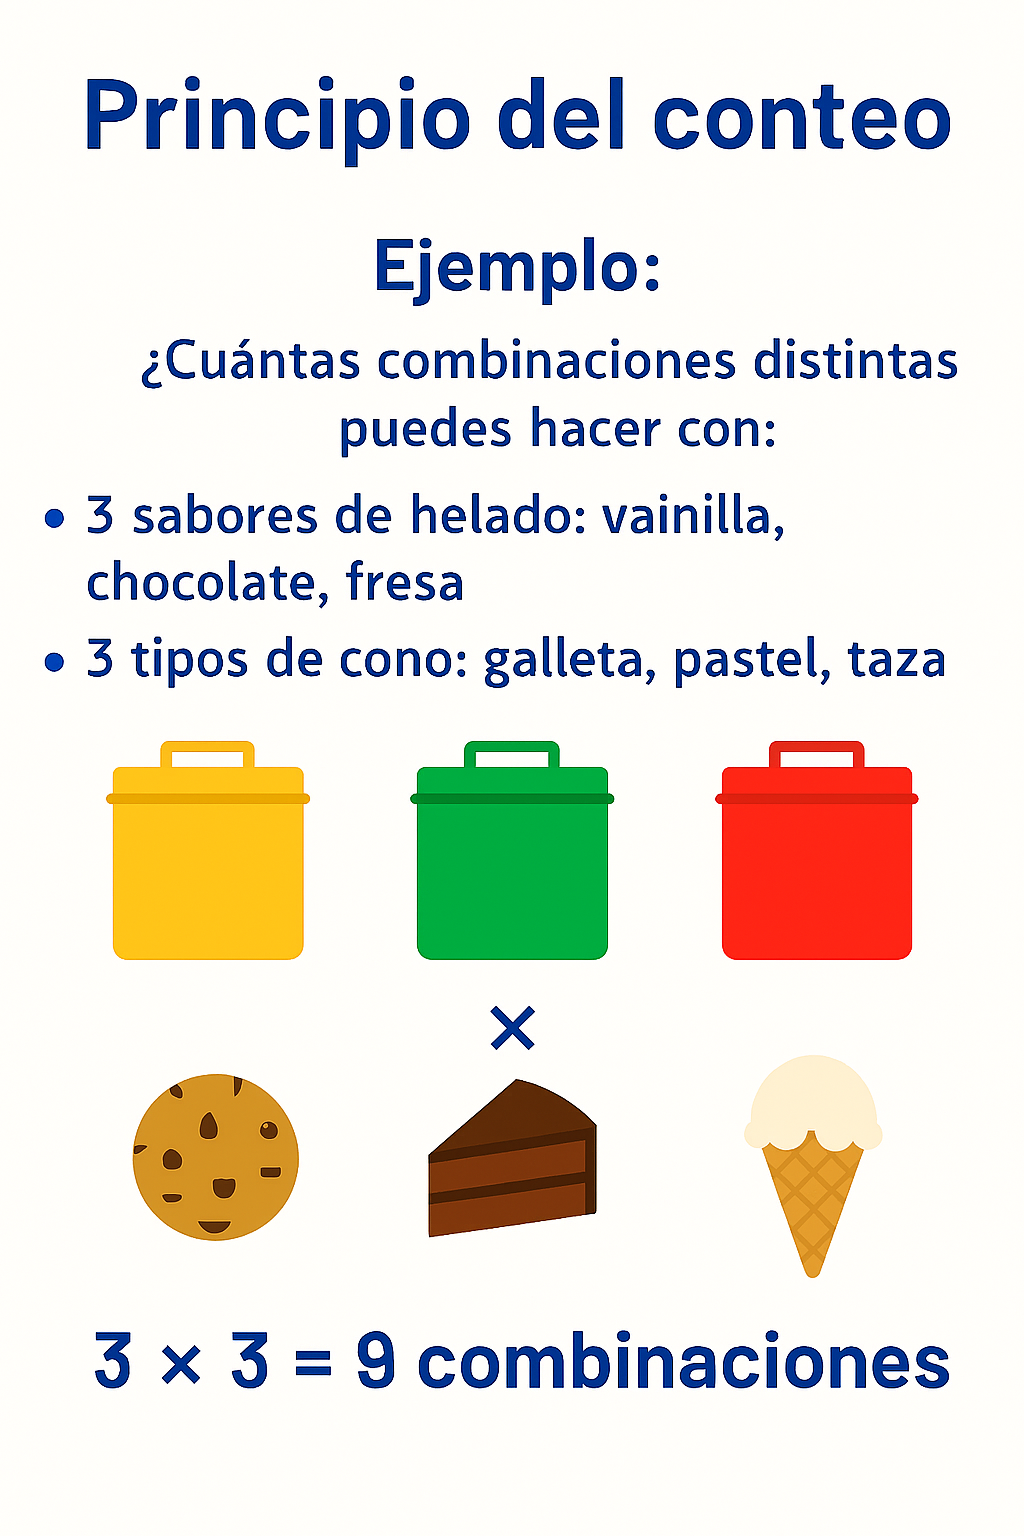 Principio del conteo
Ejemplo:
¿Cuántas combinaciones distintas
puedes hacer con:
• 3 sabores de helado: vainilla,
chocolate, fresa
• 3 tipos de cono: galleta, pastel, taza
×
3 × 3 = 9 combinaciones